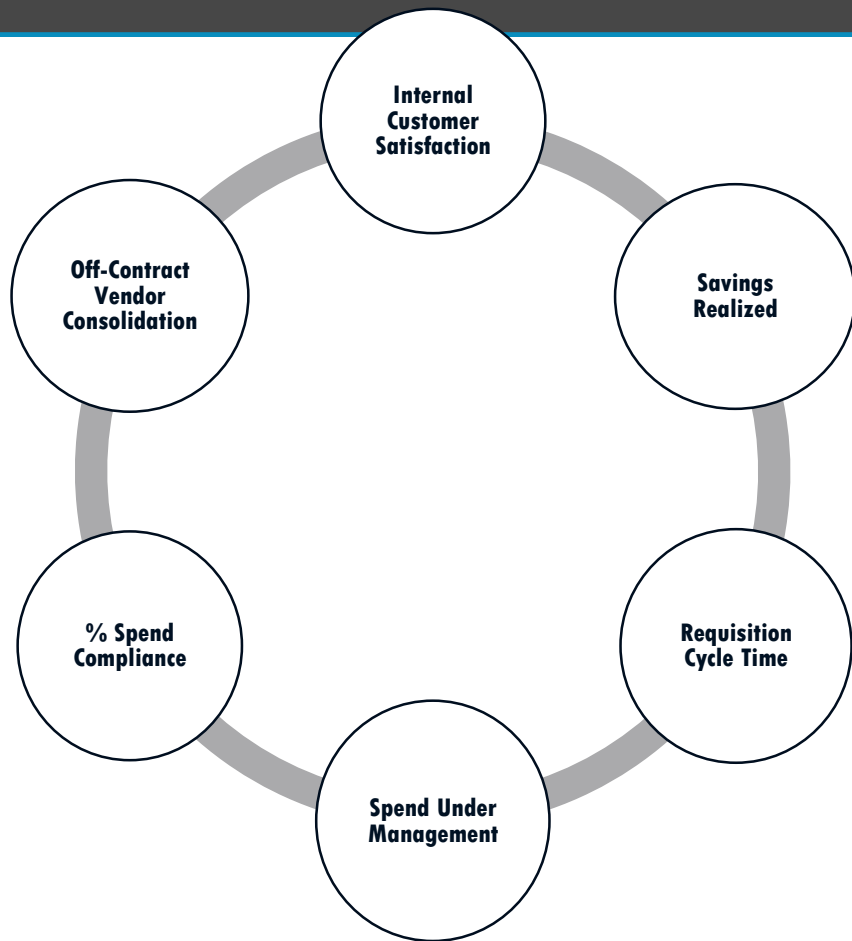 Internal
Customer
Satisfaction
Off-Contract
Vendor
Consolidation
Savings
Realized
% Spend
Compliance
Requisition
Cycle Time
Spend Under
Management